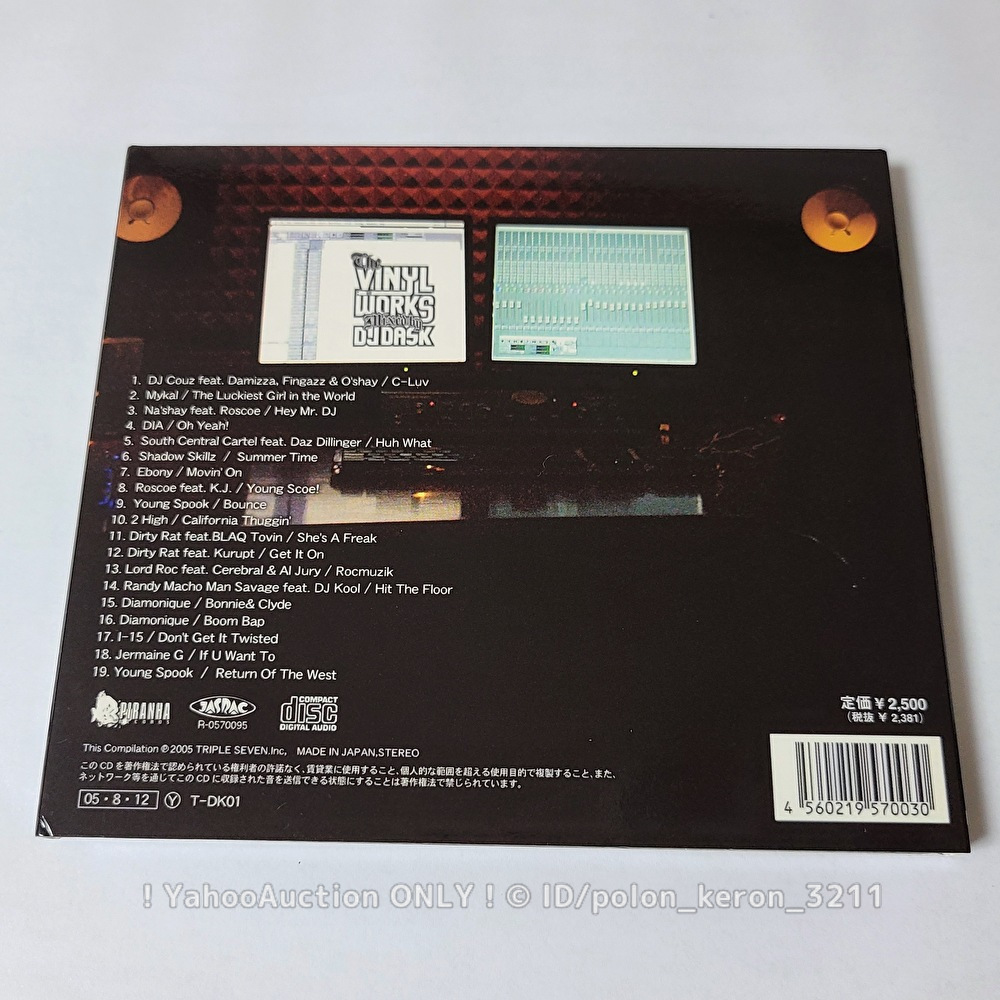 The
VINYL
WORKS
Mixed by
DJ DASK
1. DJ Couz feat. Damizza, Fingazz & O'shay / C-Luv
2. Mykal / The Luckiest Girl in the World
3. Na'shay feat. Roscoe / Hey Mr. DJ
4. DIA / Oh Yeah!
5. South Central Cartel feat. Daz Dillinger / Huh What
6. Shadow Skillz / Summer Time
7. Ebony / Movin' On
8. Roscoe feat. K.J. / Young Scoe!
9. Young Spook / Bounce
10. 2 High / California Thuggin'
11. Dirty Rat feat.BLAQ Tovin / She's A Freak
12. Dirty Rat feat. Kurupt / Get It On
13. Lord Roc feat. Cerebral & Al Jury / Rocmuzik
14. Randy Macho Man Savage feat. DJ Kool / Hit The Floor
15. Diamonique / Bonnie& Clyde
16. Diamonique / Boom Bap
17. I-15 / Don't Get It Twisted
18. Jermaine G / If U Want To
19. Young Spook / Return Of The West
PIRANHA
RECORDS
JASRAC
R-0570095
COMPACT
disc
DIGITAL AUDIO
定価¥2,500
(税抜 ¥ 2,381)
This Compilation ℗2005 TRIPLE SEVEN.Inc, MADE IN JAPAN,STEREO
このCDを著作権法で認められている権利者の許諾なく、賃貸業に使用すること、個人的な範囲を超える使用目的で複製すること、また、
ネットワーク等を通じてこのCDに収録された音を送信できる状態にすることは著作権法で禁じられています。
05・8・12 Ⓨ T-DK01
4 560219 570030
! YahooAuction ONLY ! © ID/polon_keron_3211